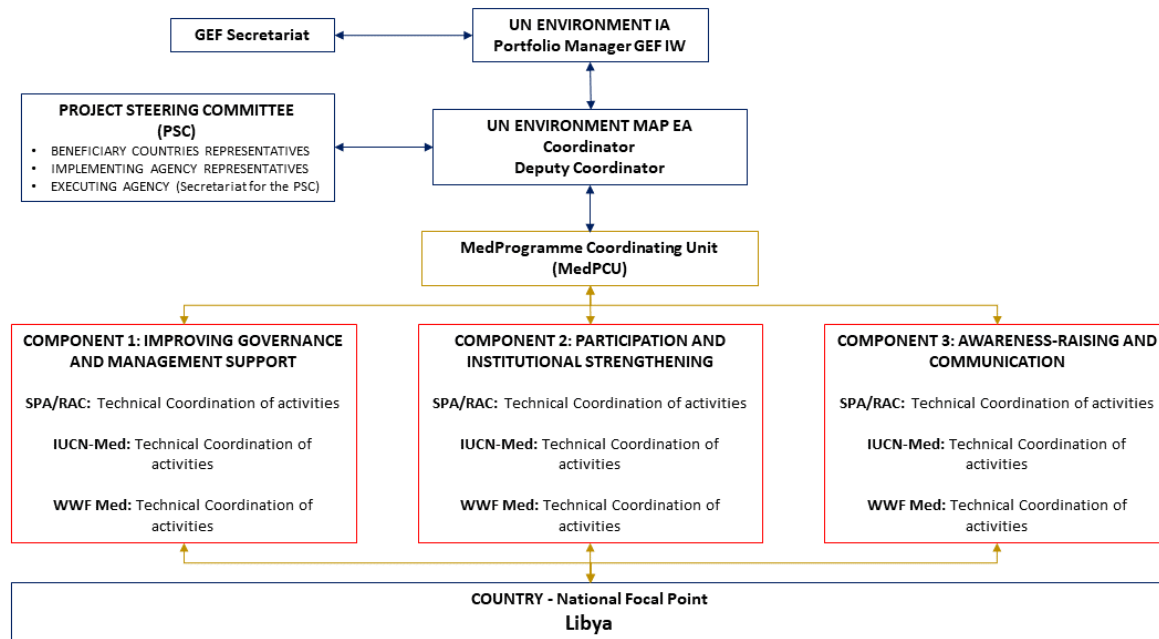 GEF Secretariat
UN ENVIRONMENT IA
Portfolio Manager GEF IW
PROJECT STEERING COMMITTEE
(PSC)
• BENEFICIARY COUNTRIES REPRESENTATIVES
• IMPLEMENTING AGENCY REPRESENTATIVES
• EXECUTING AGENCY (Secretariat for the PSC)
UN ENVIRONMENT MAP EA
Coordinator
Deputy Coordinator
MedProgramme Coordinating Unit
(MedPCU)
COMPONENT 1: IMPROVING GOVERNANCE
AND MANAGEMENT SUPPORT
SPA/RAC: Technical Coordination of activities
IUCN-Med: Technical Coordination of
activities
WWF Med: Technical Coordination of
activities
COMPONENT 2: PARTICIPATION AND
INSTITUTIONAL STRENGTHENING
SPA/RAC: Technical Coordination of activities
IUCN-Med: Technical Coordination of
activities
WWF Med: Technical Coordination of
activities
COMPONENT 3: AWARENESS-RAISING AND
COMMUNICATION
SPA/RAC: Technical Coordination of activities
IUCN-Med: Technical Coordination of
activities
WWF Med: Technical Coordination of
activities
COUNTRY - National Focal Point
Libya